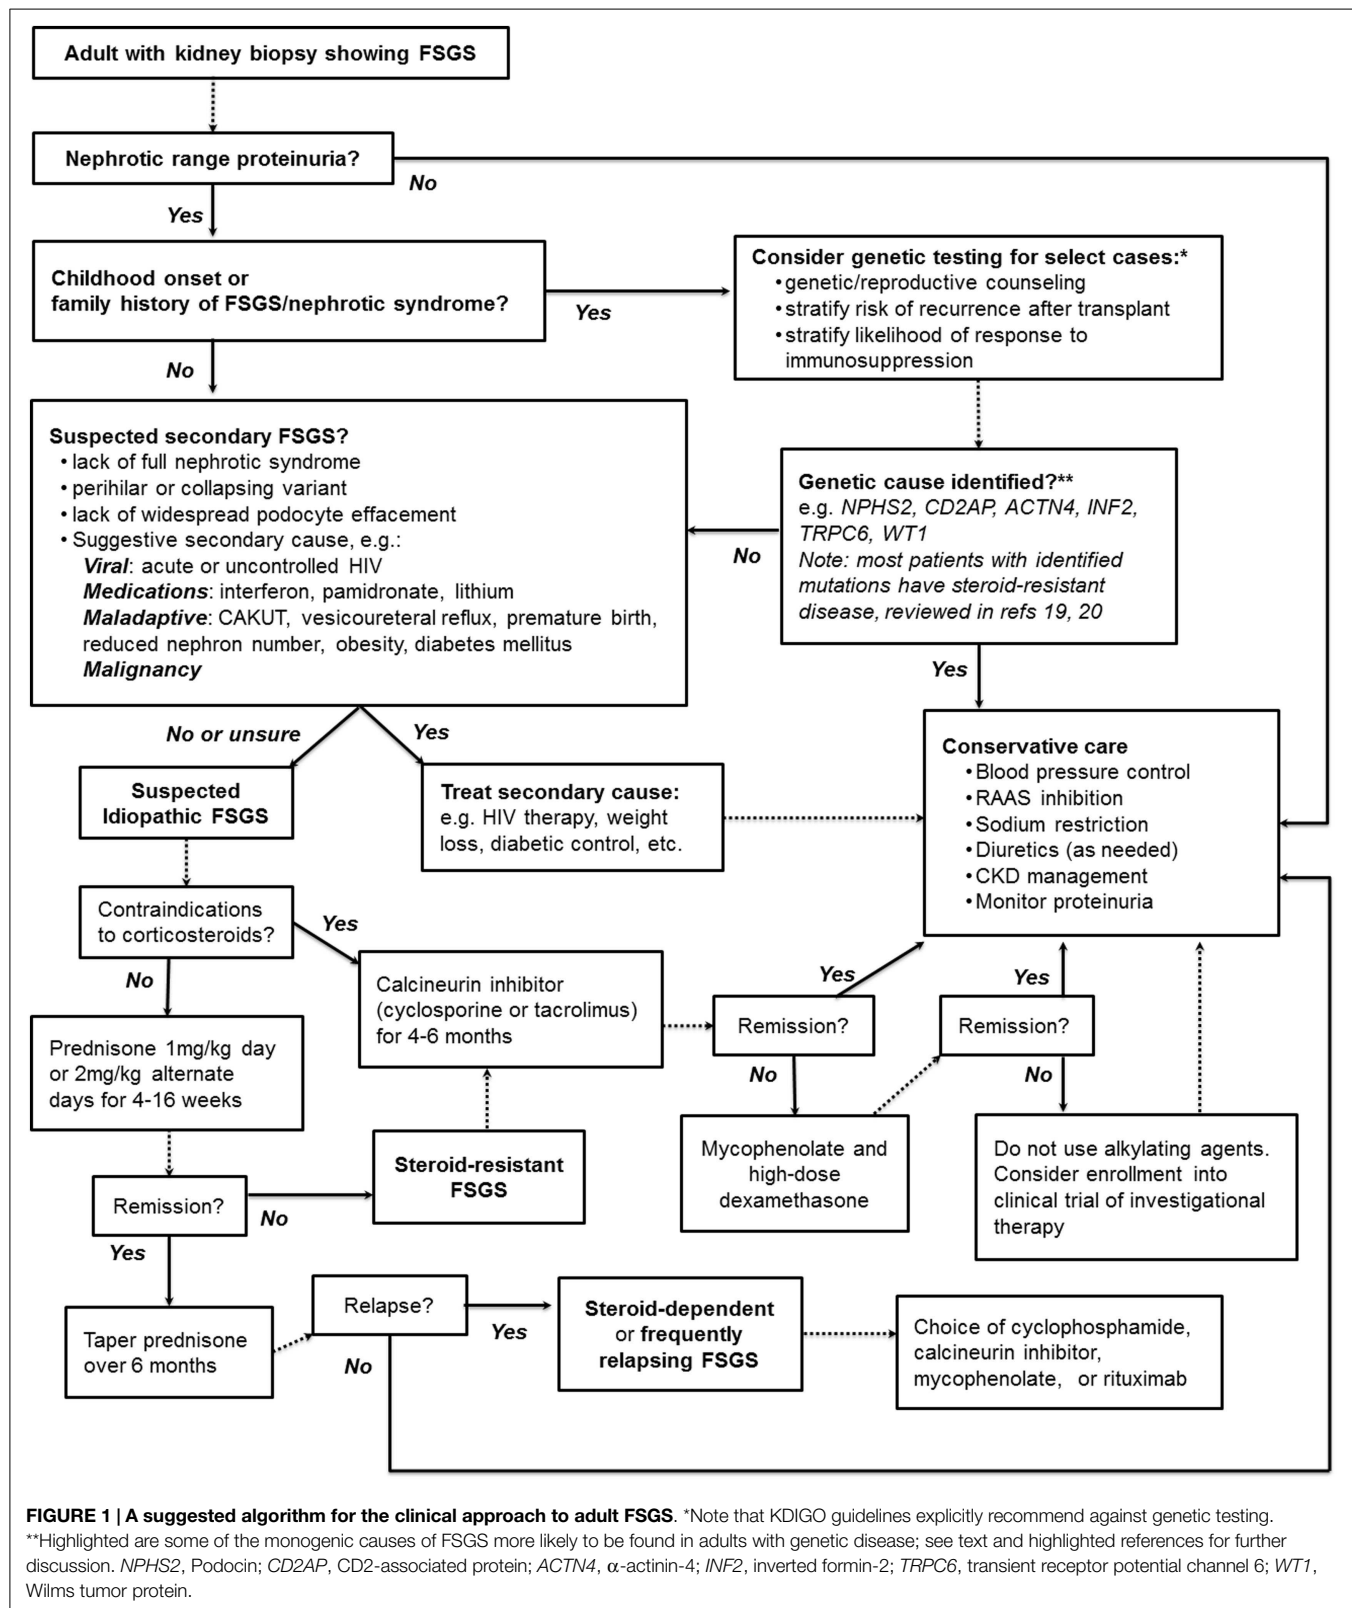 Adult with kidney biopsy showing FSGS
Nephrotic range proteinuria?
No
Yes
Childhood onset or
family history of FSGS/nephrotic syndrome?
Yes
Consider genetic testing for select cases:*
•genetic/reproductive counseling
•stratify risk of recurrence after transplant
•stratify likelihood of response to
immunosuppression
No
Suspected secondary FSGS?
• lack of full nephrotic syndrome
• perihilar or collapsing variant
• lack of widespread podocyte effacement
• Suggestive secondary cause, e.g.:
Viral: acute or uncontrolled HIV
Medications: interferon, pamidronate, lithium
Maladaptive: CAKUT, vesicoureteral reflux, premature birth,
reduced nephron number, obesity, diabetes mellitus
Malignancy
Genetic cause identified?**
e.g. NPHS2, CD2AP, ACTN4, INF2,
TRPC6, WT1
Note: most patients with identified
mutations have steroid-resistant
disease, reviewed in refs 19, 20
No
Yes
No or unsure
Yes
Suspected
Idiopathic FSGS
Treat secondary cause:
e.g. HIV therapy, weight
loss, diabetic control, etc.
Conservative care
•Blood pressure control
•RAAS inhibition
•Sodium restriction
•Diuretics (as needed)
•CKD management
•Monitor proteinuria
Contraindications
to corticosteroids?
Yes
No
Calcineurin inhibitor
(cyclosporine or tacrolimus)
for 4-6 months
Remission?
Yes
No
Remission?
Yes
No
Prednisone 1mg/kg day
or 2mg/kg alternate
days for 4-16 weeks
Steroid-resistant
FSGS
Mycophenolate and
high-dose
dexamethasone
Do not use alkylating agents.
Consider enrollment into
clinical trial of investigational
therapy
Remission?
No
Yes
Taper prednisone
over 6 months
Relapse?
Yes
No
Steroid-dependent
or frequently
relapsing FSGS
Choice of cyclophosphamide,
calcineurin inhibitor,
mycophenolate, or rituximab
FIGURE 1 | A suggested algorithm for the clinical approach to adult FSGS. *Note that KDIGO guidelines explicitly recommend against genetic testing.
**Highlighted are some of the monogenic causes of FSGS more likely to be found in adults with genetic disease; see text and highlighted references for further
discussion. NPHS2, Podocin; CD2AP, CD2-associated protein; ACTN4, α-actinin-4; INF2, inverted formin-2; TRPC6, transient receptor potential channel 6; WT1,
Wilms tumor protein.